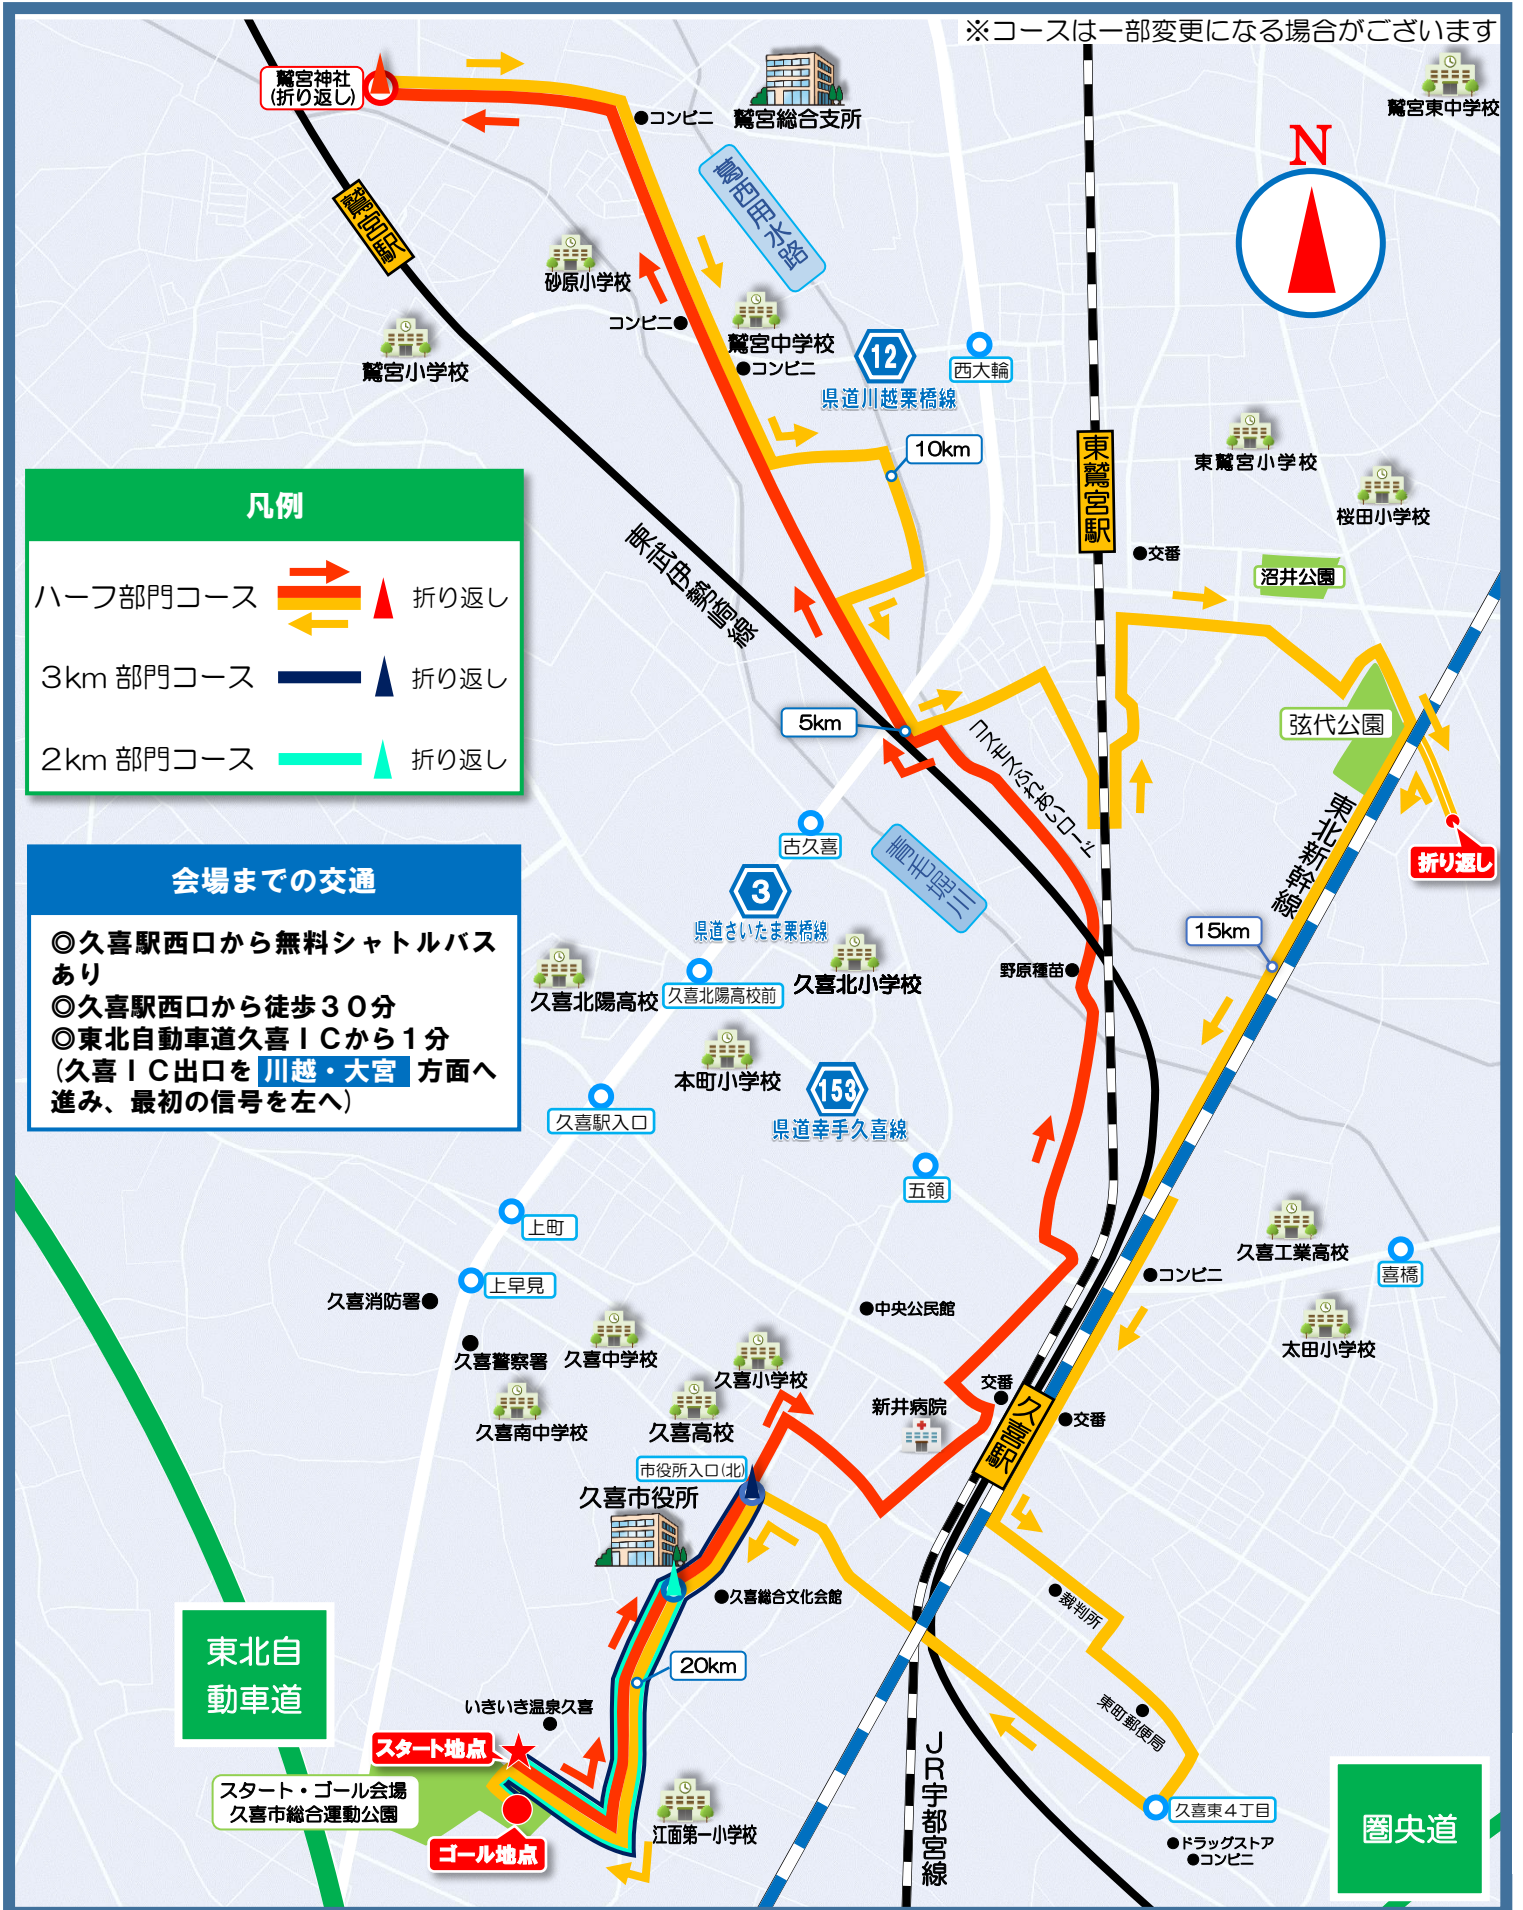 ※コースは一部変更になる場合がございます
鷲宮神社
(折り返し)
コンビニ
鷲宮総合支所
鷲宮東中学校
N
葛西用水路
鷲宮駅
砂原小学校
コンビニ
鷲宮中学校
コンビニ
鷲宮小学校
12
県道川越栗橋線
西大輪
10km
東鷲宮駅
東鷲宮小学校
桜田小学校
交番
沼井公園
凡例
ハーフ部門コース
折り返し
3km 部門コース
折り返し
2km 部門コース
折り返し
東武伊勢崎線
5km
コスモスふれあいロード
弦代公園
折り返し
東北新幹線
15km
古久喜
青毛堀川
3
県道さいたま栗橋線
会場までの交通
◎久喜駅西口から無料シャトルバス
あり
◎久喜駅西口から徒歩30分
◎東北自動車道久喜ICから1分
(久喜IC出口を 川越・大宮 方面へ
進み、最初の信号を左へ)
久喜北陽高校
久喜北陽高校前
久喜北小学校
野原種苗
本町小学校
153
県道幸手久喜線
久喜駅入口
五領
上町
上早見
久喜消防署
久喜警察署
久喜中学校
久喜小学校
久喜南中学校
久喜高校
中央公民館
新井病院
交番
交番
久喜駅
コンビニ
久喜工業高校
喜橋
太田小学校
市役所入口(北)
久喜市役所
久喜総合文化会館
裁判所
東町郵便局
20km
東北自
動車道
いきいき温泉久喜
スタート地点
スタート・ゴール会場
久喜市総合運動公園
ゴール地点
江面第一小学校
JR宇都宮線
久喜東4丁目
ドラッグストア
コンビニ
圏央道